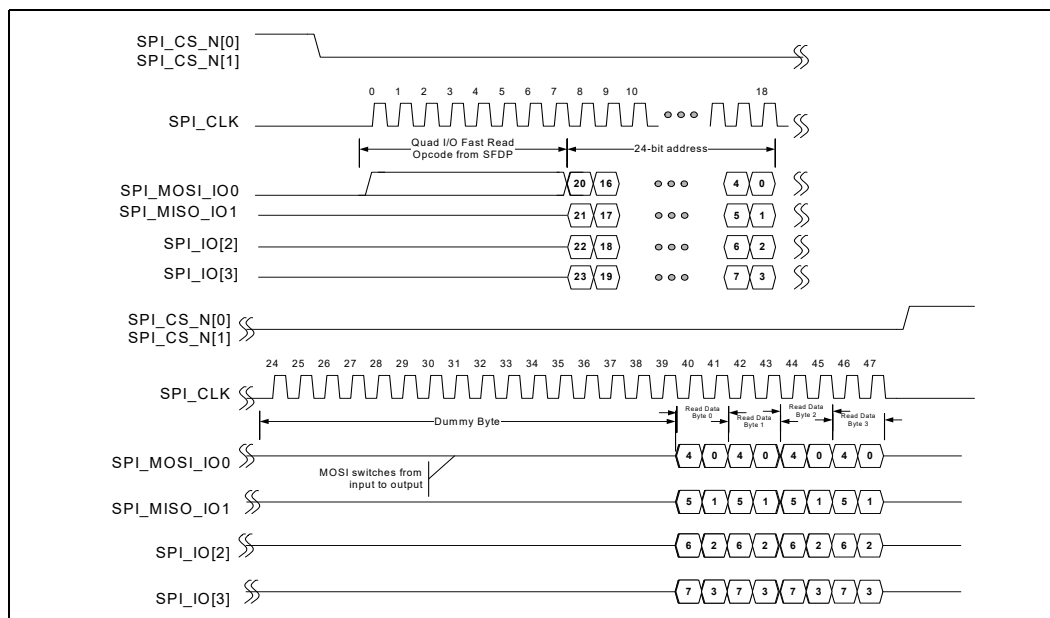 SPI_CS_N[0]
SPI_CS_N[1]
0 1 2 3 4 5 6 7 8 9 10 18
SPI_CLK
Quad I/O Fast Read
Opcode from SFDP
24-bit address
SPI_MOSI_IO0
20 16 4 0
SPI_MISO_IO1
21 17 5 1
SPI_IO[2]
22 18 6 2
SPI_IO[3]
23 19 7 3
SPI_CS_N[0]
SPI_CS_N[1]
24 25 26 27 28 29 30 31 32 33 34 35 36 37 38 39 40 41 42 43 44 45 46 47
SPI_CLK
Dummy Byte
Read Data
Byte 0
Read Data
Byte 1
Read Data
Byte 2
Read Data
Byte 3
SPI_MOSI_IO0
4 0 4 0 4 0 4 0
MOSI switches from
input to output
SPI_MISO_IO1
5 1 5 1 5 1 5 1
SPI_IO[2]
6 2 6 2 6 2 6 2
SPI_IO[3]
7 3 7 3 7 3 7 3